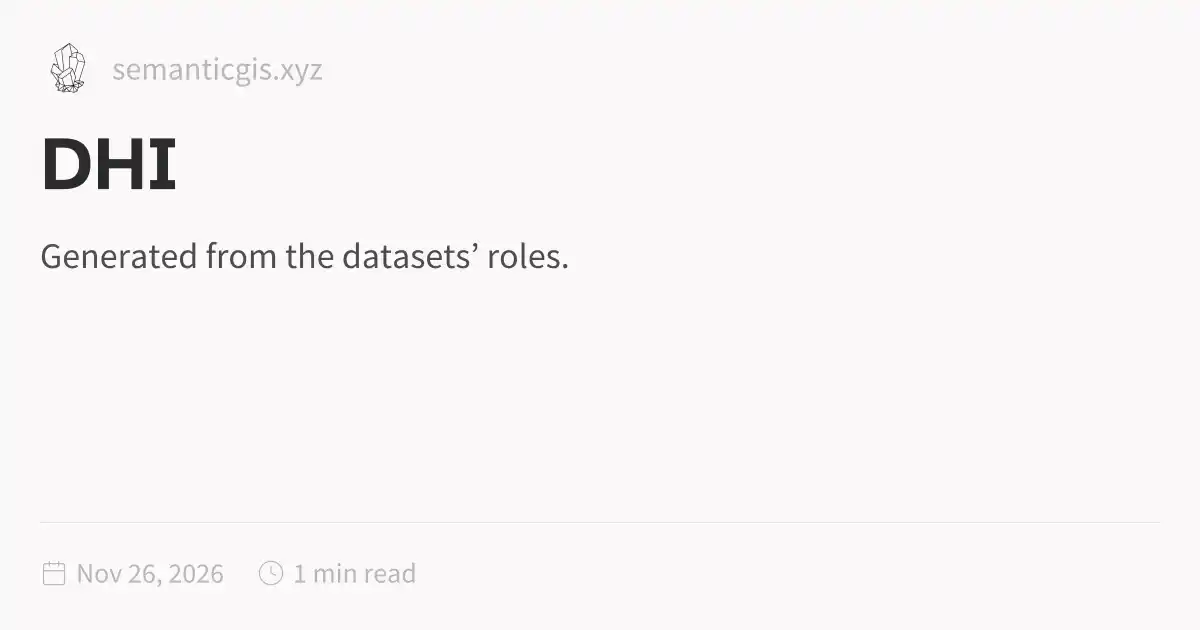 semanticgis.xyz
DHI
Generated from the datasets’ roles.
Nov 26, 2026 1 min read